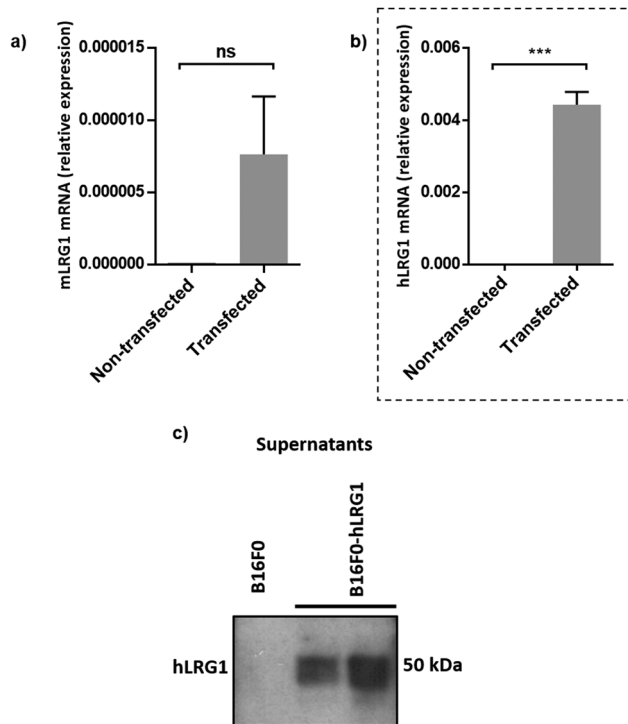 a)
mLRG1 mRNA (relative expression)
0.000015
0.000010
0.000005
0.000000
ns
Non-transfected
Transfected
b)
hLRG1 mRNA (relative expression)
0.006
0.004
0.002
0.000
***
Non-transfected
Transfected
c)
Supernatants
B16F0
B16F0-hLRG1
hLRG1
50 kDa